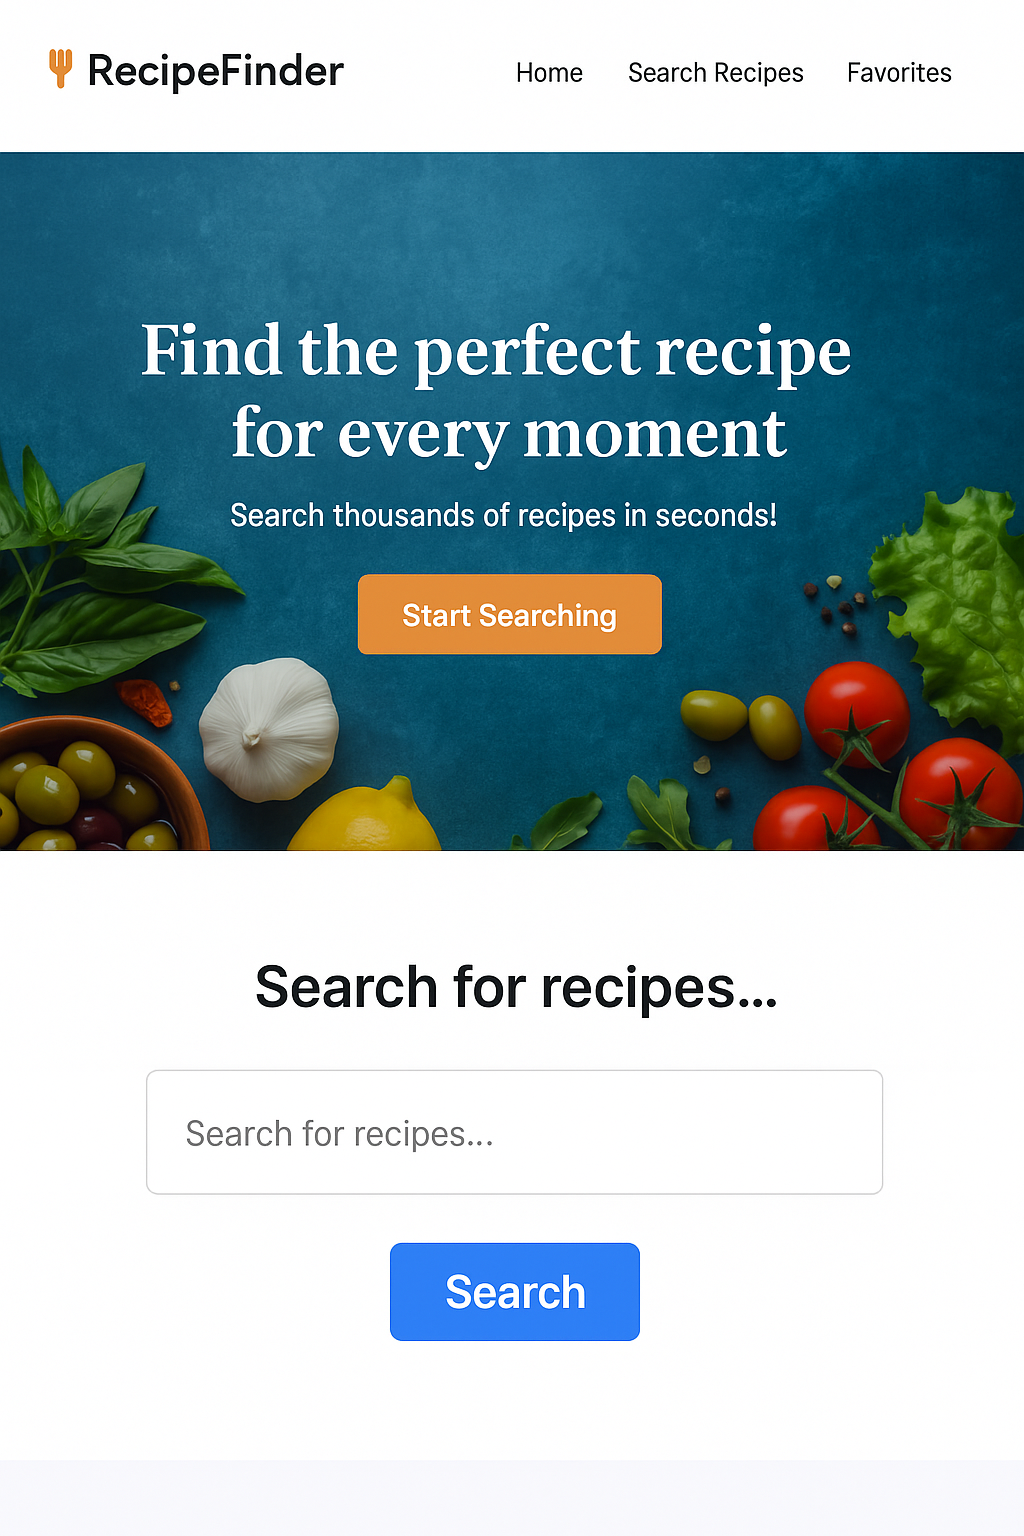 RecipeFinder
Home Search Recipes Favorites
Find the perfect recipe
for every moment
Search thousands of recipes in seconds!
Start Searching
Search for recipes...
Search for recipes...
Search